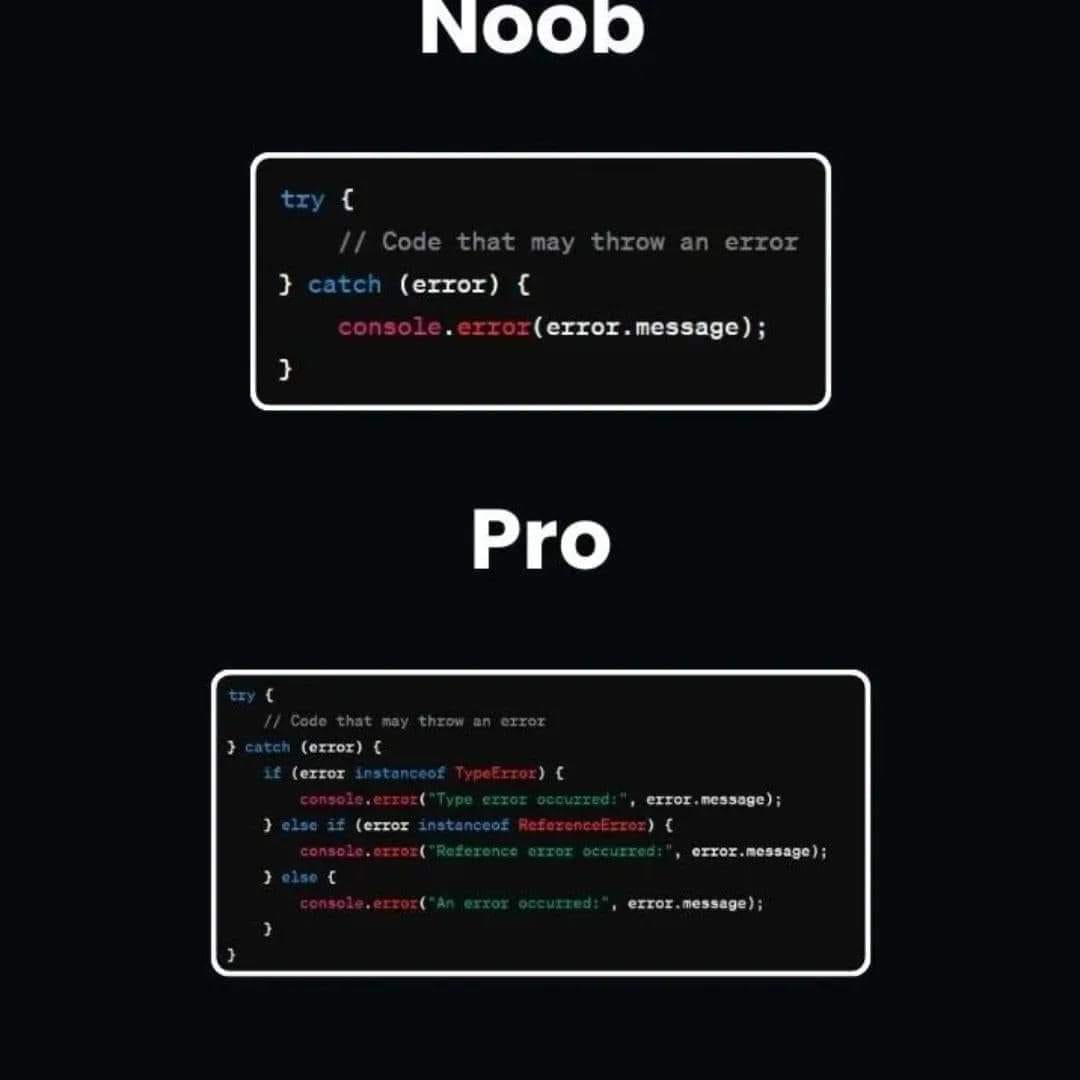 Noob
try {
    // Code that may throw an error
} catch (error) {
    console.error(error.message);
}
Pro
try {
    // Code that may throw an error
} catch (error) {
    if (error instanceof TypeError) {
        console.error("Type error occurred:", error.message);
    } else if (error instanceof ReferenceError) {
        console.error("Reference error occurred:", error.message);
    } else {
        console.error("An error occurred:", error.message);
    }
}